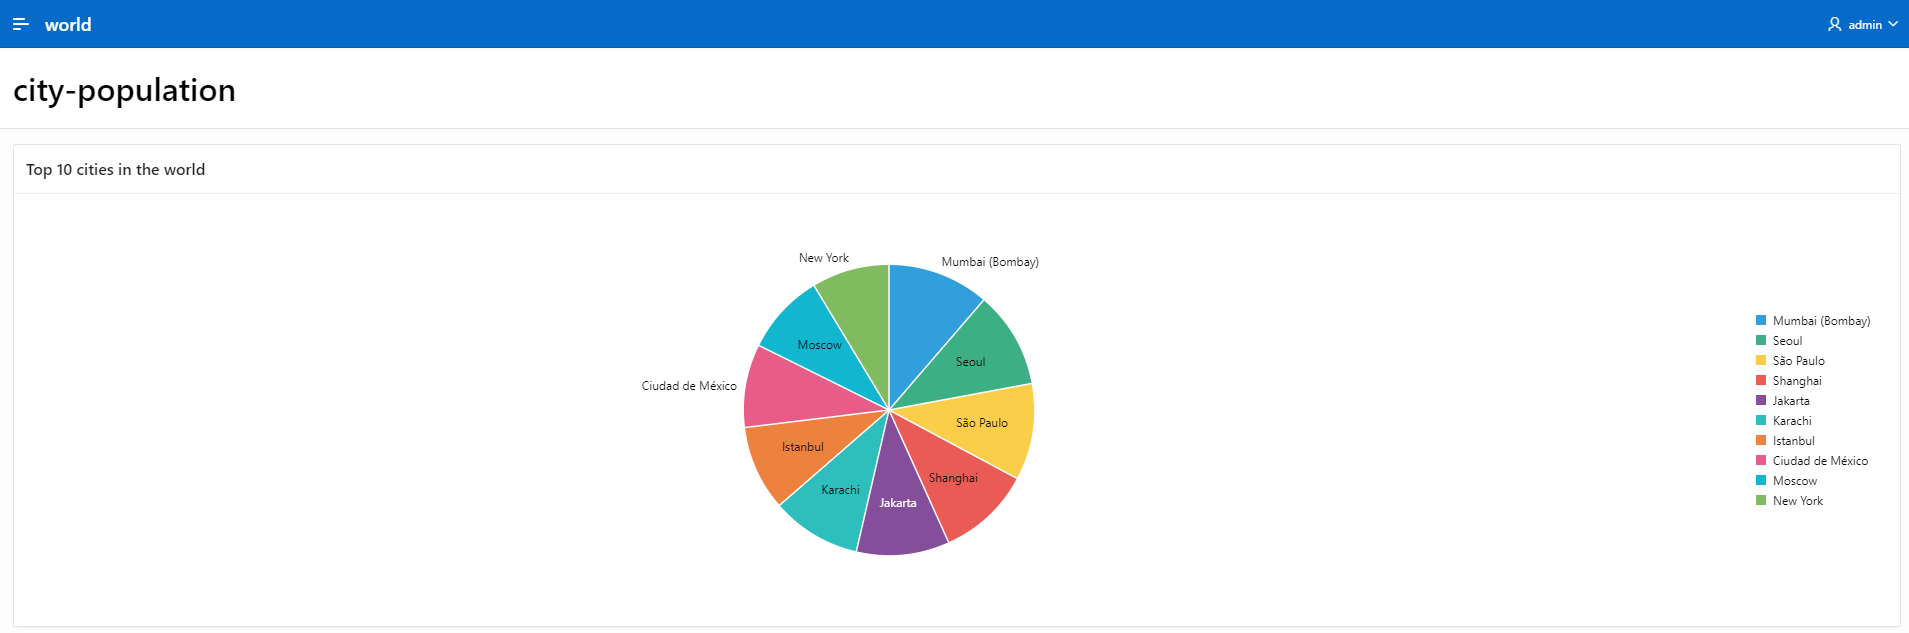 world
admin
city-population
Top 10 cities in the world
New York
Mumbai (Bombay)
Moscow
Seoul
Ciudad de México
São Paulo
Istanbul
Shanghai
Karachi
Jakarta
Mumbai (Bombay)
Seoul
São Paulo
Shanghai
Jakarta
Karachi
Istanbul
Ciudad de México
Moscow
New York